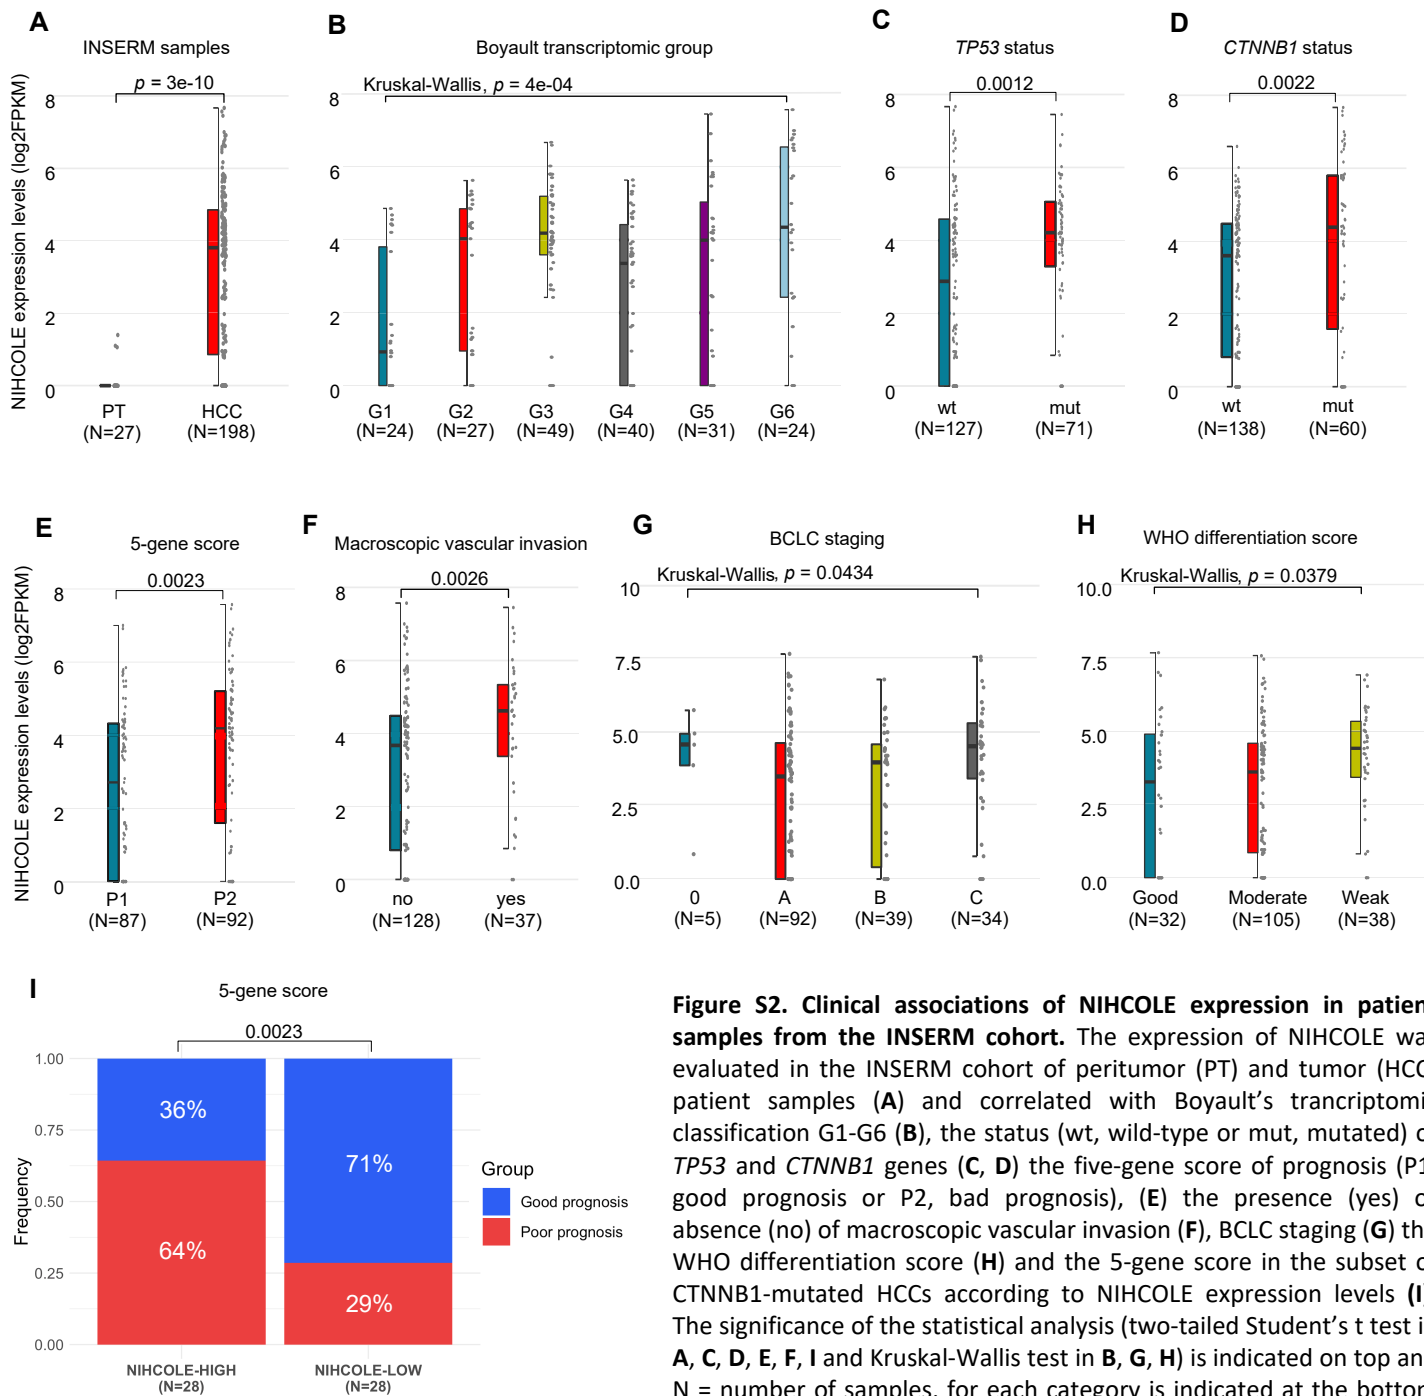 A
INSERM samples
p = 3e-10
NIHCOLE expression levels (log2FPKM)
8
6
4
2
0
PT
(N=27)
HCC
(N=198)
B
Boyault transcriptomic group
Kruskal-Wallis, p = 4e-04
8
6
4
2
0
G1
(N=24)
G2
(N=27)
G3
(N=49)
G4
(N=40)
G5
(N=31)
G6
(N=24)
C
TP53 status
0.0012
8
6
4
2
0
wt
(N=127)
mut
(N=71)
D
CTNNB1 status
0.0022
8
6
4
2
0
wt
(N=138)
mut
(N=60)
E
5-gene score
0.0023
NIHCOLE expression levels (log2FPKM)
8
6
4
2
0
P1
(N=87)
P2
(N=92)
F
Macroscopic vascular invasion
0.0026
8
6
4
2
0
no
(N=128)
yes
(N=37)
G
BCLC staging
Kruskal-Wallis, p = 0.0434
10
7.5
5.0
2.5
0.0
0
(N=5)
A
(N=92)
B
(N=39)
C
(N=34)
H
WHO differentiation score
Kruskal-Wallis, p = 0.0379
10.0
7.5
5.0
2.5
0.0
Good
(N=32)
Moderate
(N=105)
Weak
(N=38)
I
5-gene score
0.0023
Frequency
1.00
0.75
0.50
0.25
0.00
36%
64%
71%
29%
NIHCOLE-HIGH
(N=28)
NIHCOLE-LOW
(N=28)
Group
Good prognosis
Poor prognosis
Figure S2. Clinical associations of NIHCOLE expression in patien
samples from the INSERM cohort. The expression of NIHCOLE wa
evaluated in the INSERM cohort of peritumor (PT) and tumor (HCC
patient samples (A) and correlated with Boyault’s trancriptomi
classification G1-G6 (B), the status (wt, wild-type or mut, mutated) o
TP53 and CTNNB1 genes (C, D) the five-gene score of prognosis (P1
good prognosis or P2, bad prognosis), (E) the presence (yes) o
absence (no) of macroscopic vascular invasion (F), BCLC staging (G) th
WHO differentiation score (H) and the 5-gene score in the subset o
CTNNB1-mutated HCCs according to NIHCOLE expression levels (I)
The significance of the statistical analysis (two-tailed Student’s t test i
A, C, D, E, F, I and Kruskal-Wallis test in B, G, H) is indicated on top an
N = number of samples, for each category is indicated at the bottom